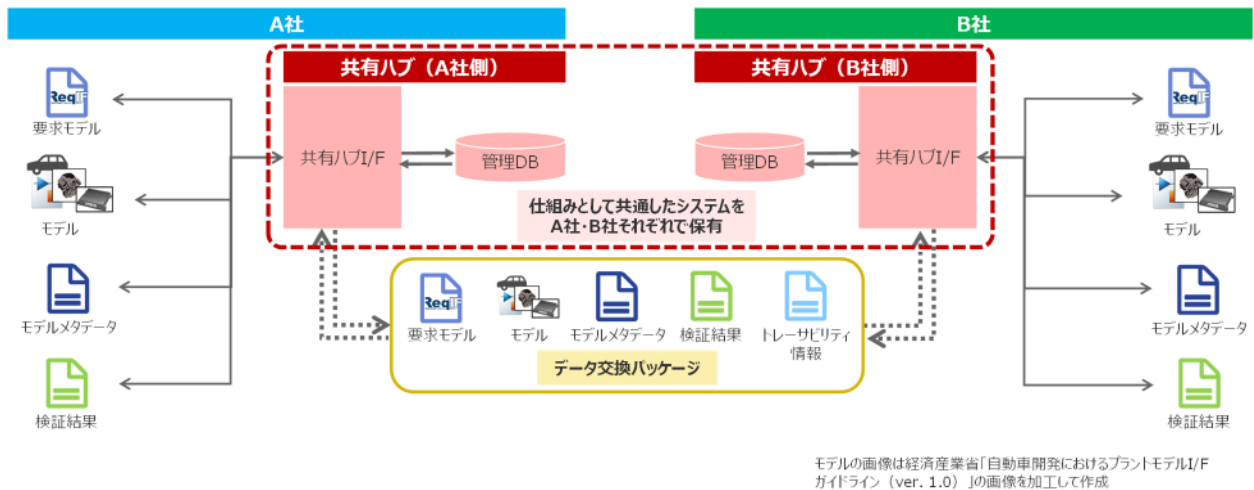 A社
B社
共有ハブ（A社側）
共有ハブ（B社側）
ReqIF
要求モデル
モデル
モデルメタデータ
検証結果
共有ハブI/F
管理DB
管理DB
共有ハブI/F
仕組みとして共通したシステムを
A社・B社それぞれで保有
ReqIF
要求モデル
モデル
モデルメタデータ
検証結果
トレーサビリティ
情報
データ交換パッケージ
ReqIF
要求モデル
モデル
モデルメタデータ
検証結果
モデルの画像は経済産業省「自動車開発におけるプラントモデルI/F
ガイドライン（ver. 1.0）」の画像を加工して作成